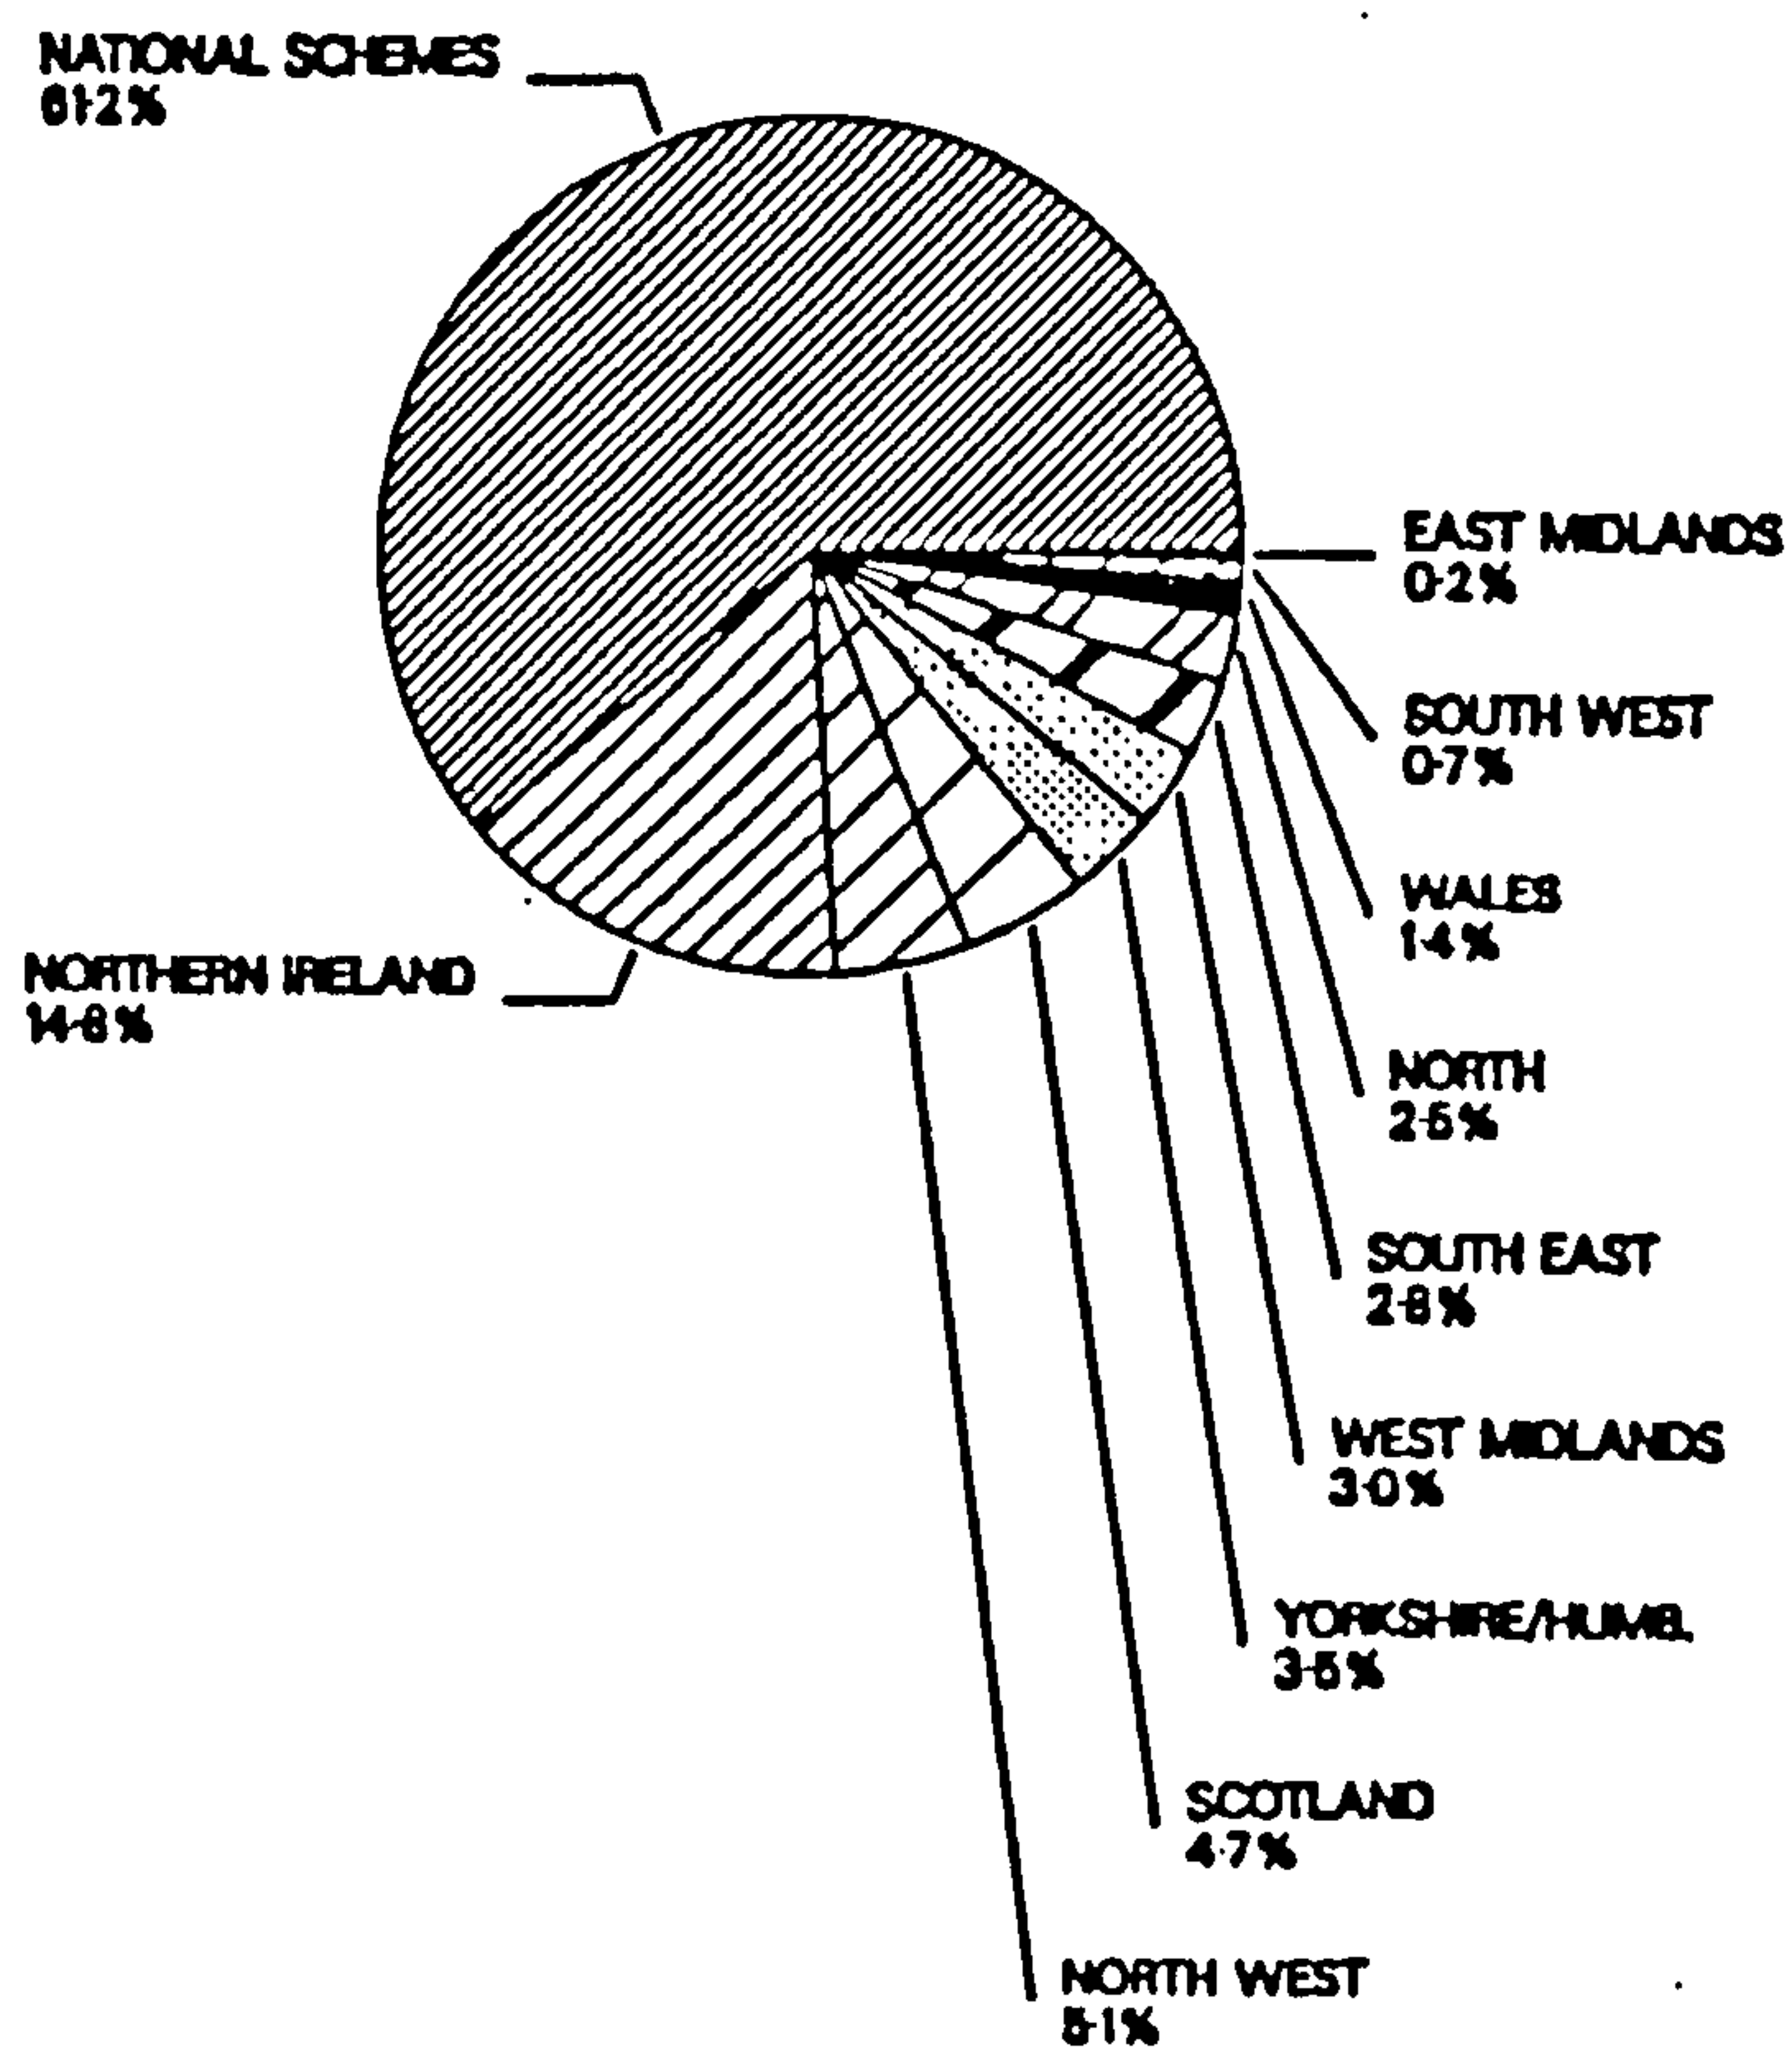 NATIONAL SCHEMES
61·2%
EAST MIDLANDS
0·2%
SOUTH WEST
0·7%
WALES
1·4%
NORTHERN IRELAND
14·8%
NORTH
2·6%
SOUTH EAST
2·8%
WEST MIDLANDS
3·0%
YORKSHIRE/HUMB.
3·5%
SCOTLAND
4·7%
NORTH WEST
5·1%